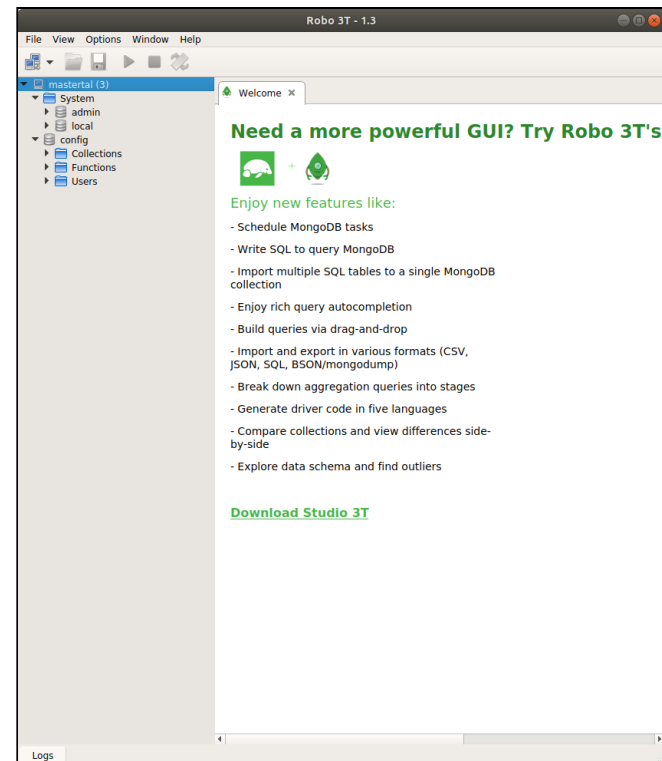 Robo 3T - 1.3
File View Options Window Help
mastertal (3)
System
admin
local
config
Collections
Functions
Users
Welcome
Need a more powerful GUI? Try Robo 3T's
Enjoy new features like:
- Schedule MongoDB tasks
- Write SQL to query MongoDB
- Import multiple SQL tables to a single MongoDB
collection
- Enjoy rich query autocompletion
- Build queries via drag-and-drop
- Import and export in various formats (CSV,
JSON, SQL, BSON/mongodump)
- Break down aggregation queries into stages
- Generate driver code in five languages
- Compare collections and view differences side-
by-side
- Explore data schema and find outliers
Download Studio 3T
Logs